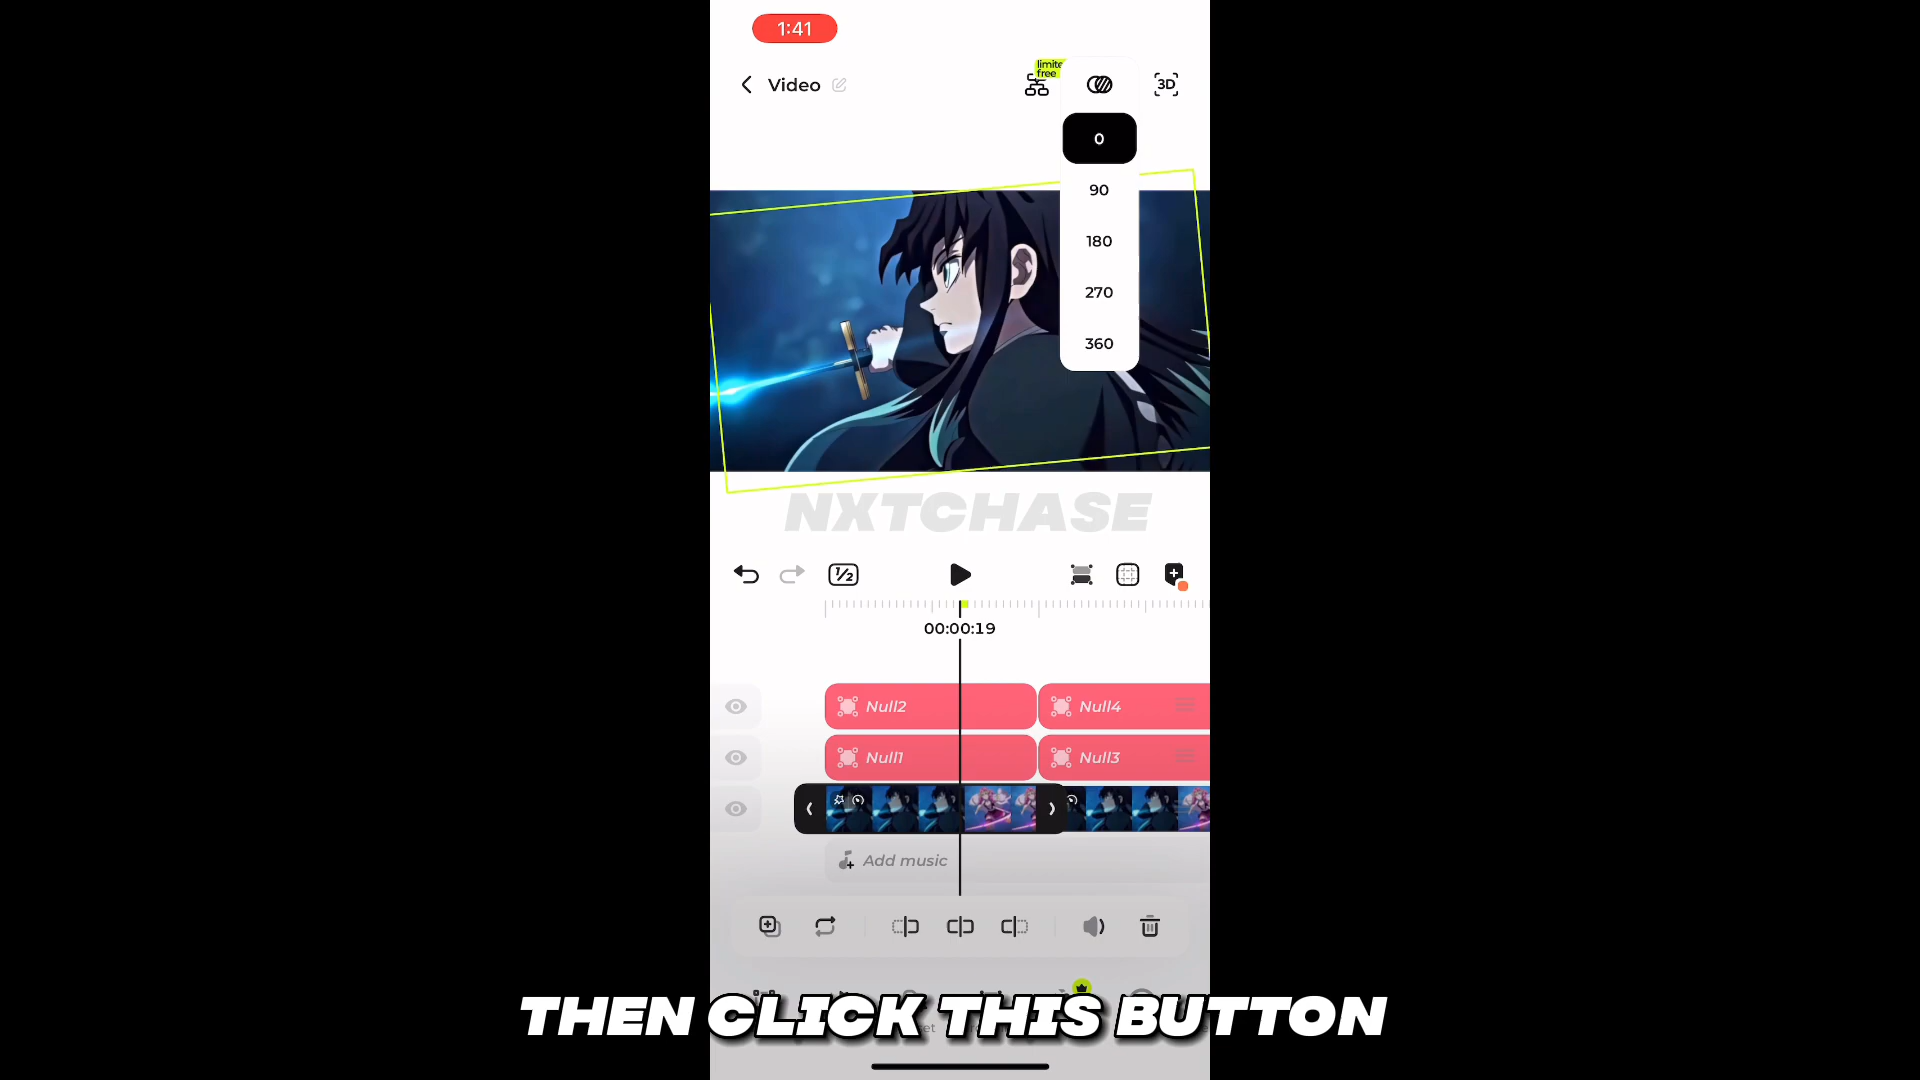 1:41
Video
limite
free
3D
0
90
180
270
360
NXTCHASE
1/2
00:00:19
Null2
Null4
Null1
Null3
Add music
THEN CLICK THIS BUTTON